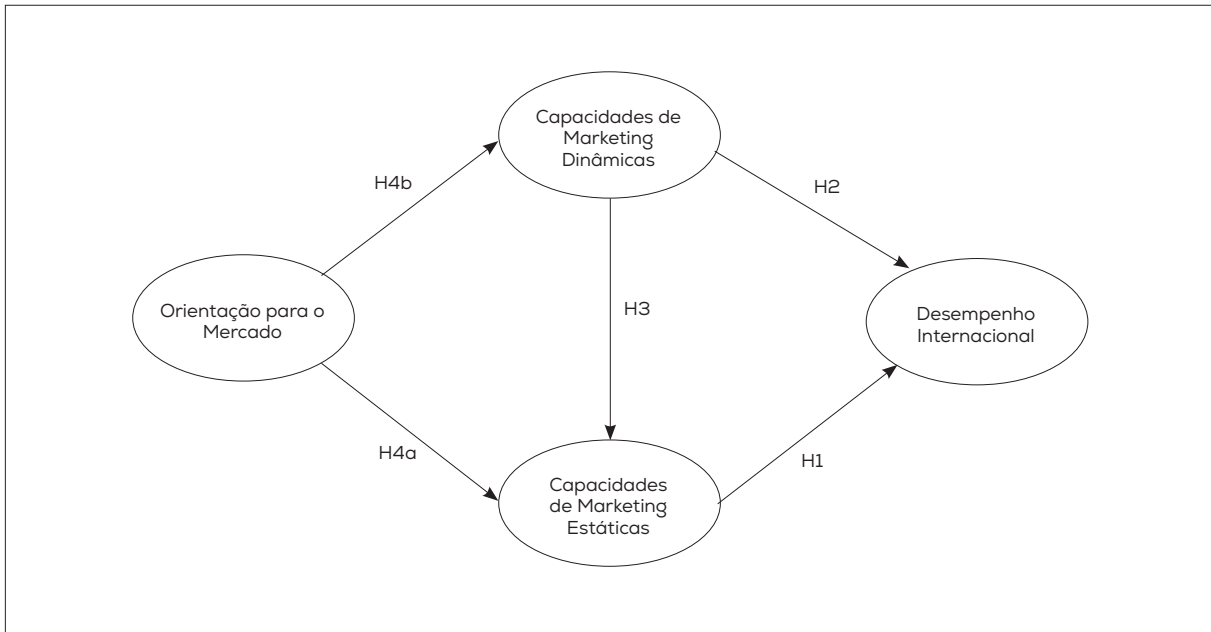 Capacidades de
Marketing
Dinâmicas
H4b
H2
Orientação para o
Mercado
H3
Desempenho
Internacional
H4a
H1
Capacidades
de Marketing
Estáticas